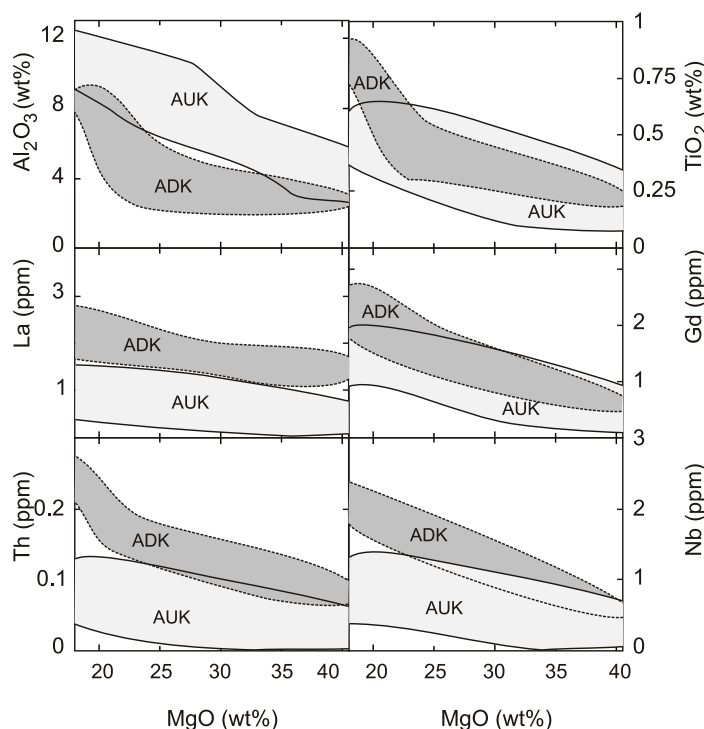 Al2O3 (wt%)
12
8
4
0
AUK
ADK
ADK
AUK
1
0.75
0.5
0.25
0
TiO2 (wt%)
La (ppm)
3
1
ADK
AUK
ADK
AUK
2
1
0
Gd (ppm)
Th (ppm)
0.2
0.1
0
ADK
AUK
ADK
AUK
3
2
1
0
Nb (ppm)
20 25 30 35 40
20 25 30 35 40
MgO (wt%)
MgO (wt%)